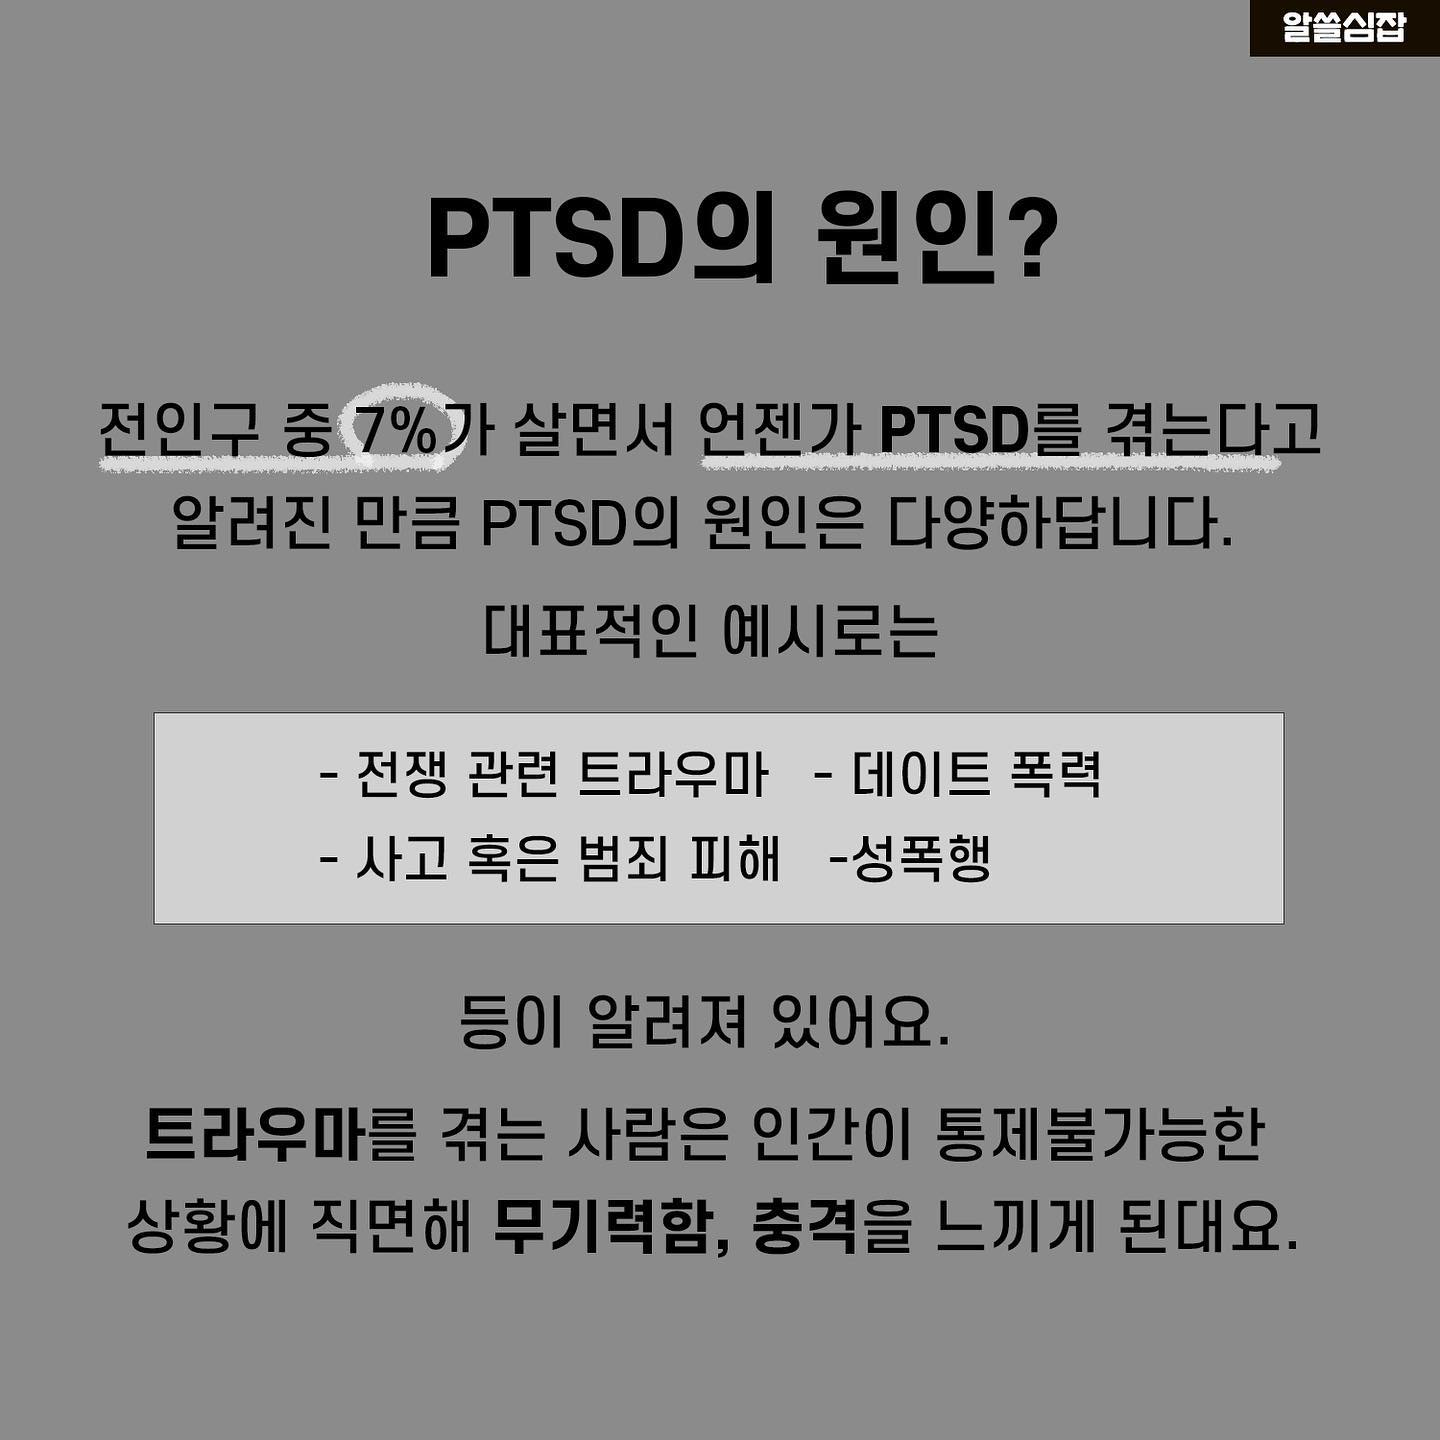 알쓸심잡
PTSD의 원인?
전인구 중 7%가 살면서 언젠가 PTSD를 겪는다고
알려진 만큼 PTSD의 원인은 다양하답니다.
대표적인 예시로는
- 전쟁 관련 트라우마 - 데이트 폭력
- 사고 혹은 범죄 피해 -성폭행
등이 알려져 있어요.
트라우마를 겪는 사람은 인간이 통제불가능한
상황에 직면해 무기력함, 충격을 느끼게 된대요.